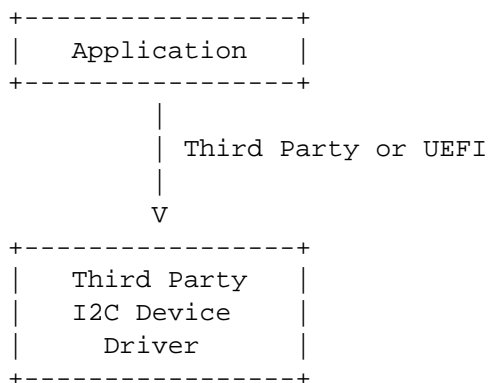 Application
Third Party or UEFI
V
Third Party
I2C Device
Driver